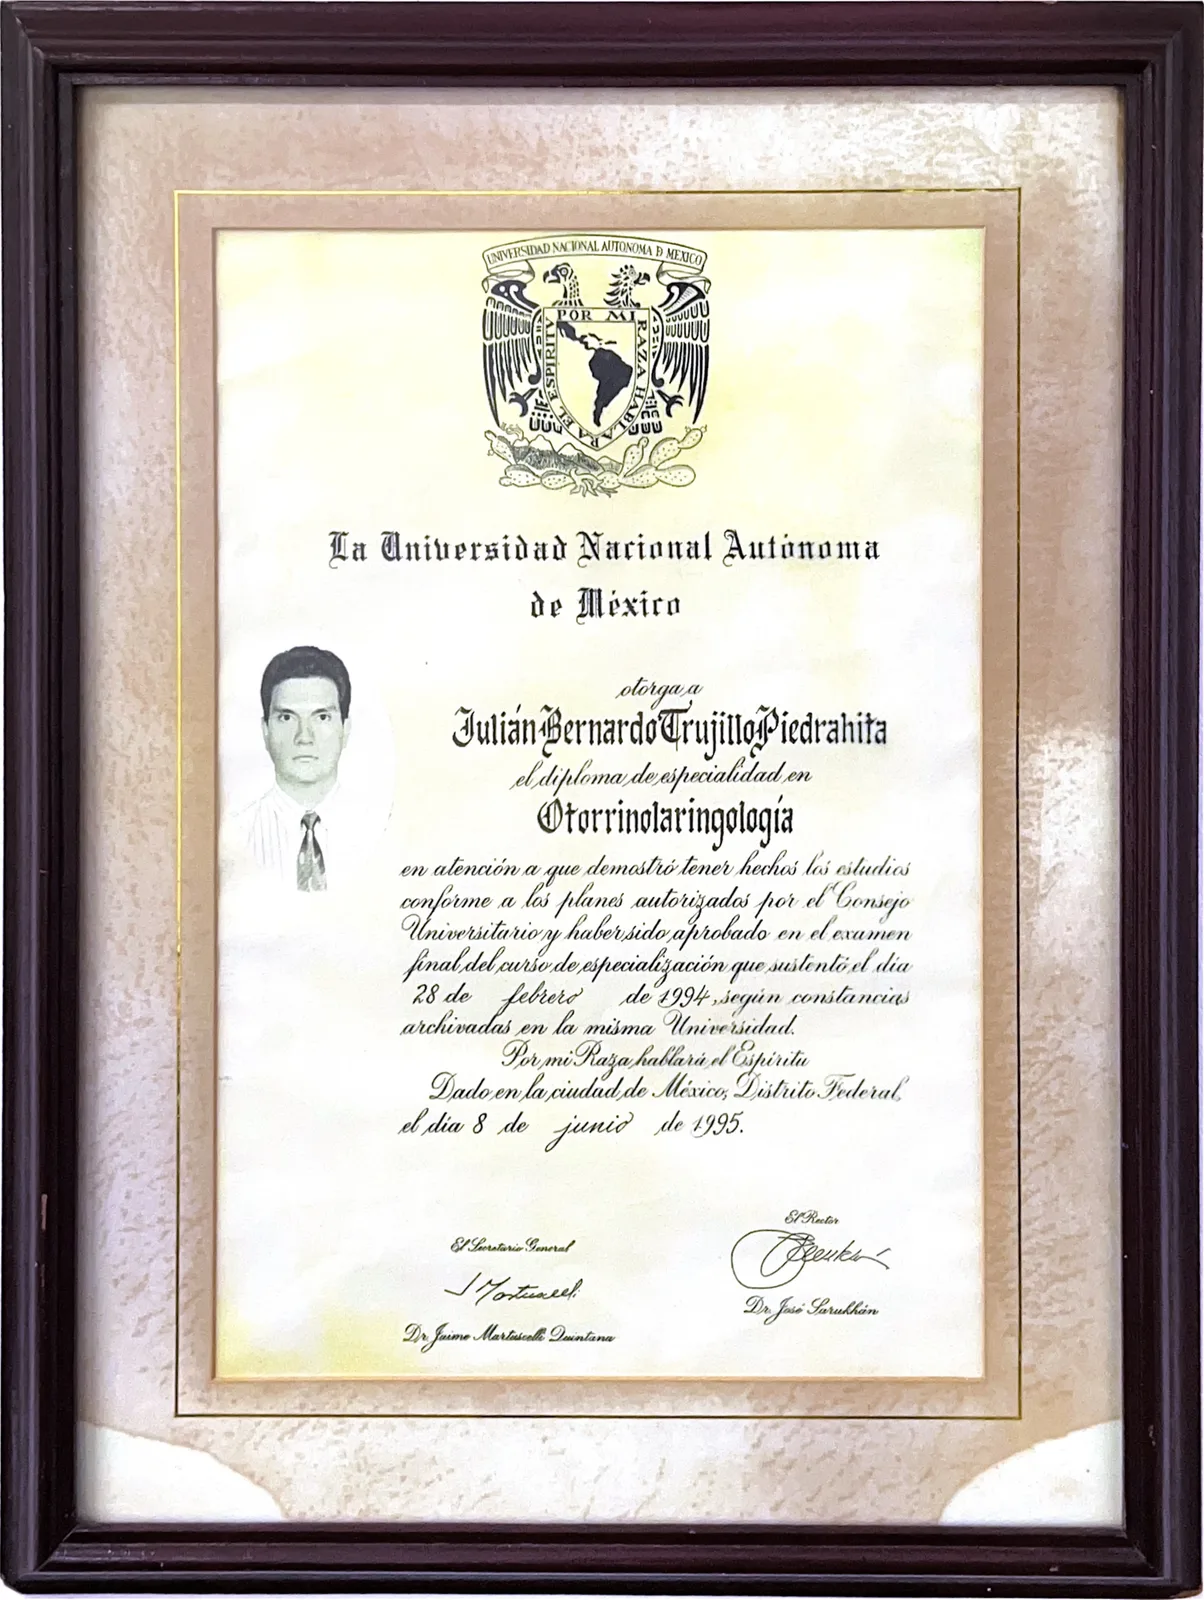 UNIVERSIDAD NACIONAL AUTONOMA D MEXICO
POR MI RAZA HABLARA EL ESPIRITU
La Universidad Nacional Autónoma
de México
otorga a
Julián Bernardo Trujillo Piedrahita
el diploma de especialidad en
Otorrinolaringología
en atención a que demostró tener hechos los estudios
conforme a los planes autorizados por el Consejo
Universitario y haber sido aprobado en el examen
final del curso de especialización que sustentó el día
28 de febrero de 1994, según constancias
archivadas en la misma Universidad.
Por mi Raza hablará el Espíritu
Dado en la ciudad de México, Distrito Federal,
el día 8 de junio de 1995.
El Secretario General
J Martuscelli
Dr. Jaime Martuscelli Quintana
El Rector
Dr. José Sarukhán